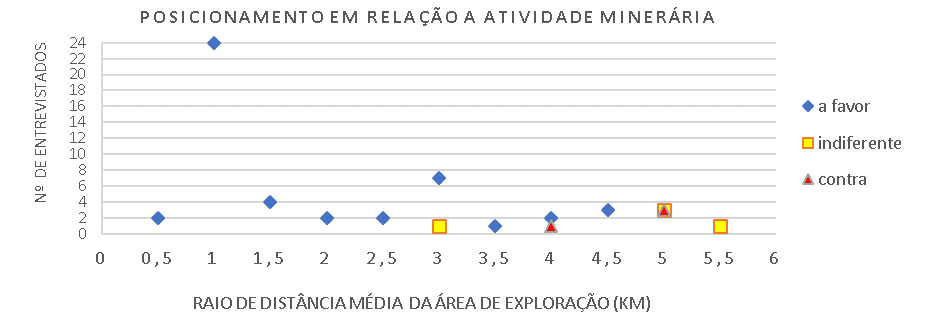 POSICIONAMENTO EM RELAÇÃO A ATIVIDADE MINERÁRIA
Nº DE ENTREVISTADOS
24
22
20
18
16
14
12
10
8
6
4
2
0
0 0,5 1 1,5 2 2,5 3 3,5 4 4,5 5 5,5 6
RAIO DE DISTÂNCIA MÉDIA DA ÁREA DE EXPLORAÇÃO (KM)
a favor
indiferente
contra